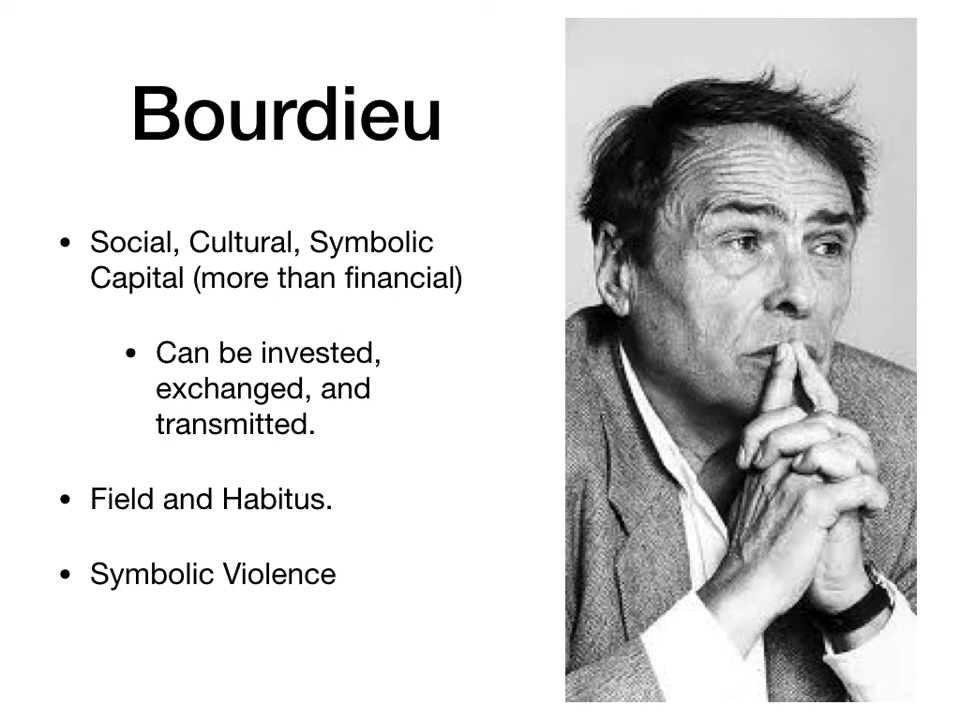 Bourdieu
• Social, Cultural, Symbolic
Capital (more than financial)
• Can be invested,
exchanged, and
transmitted.
• Field and Habitus.
• Symbolic Violence